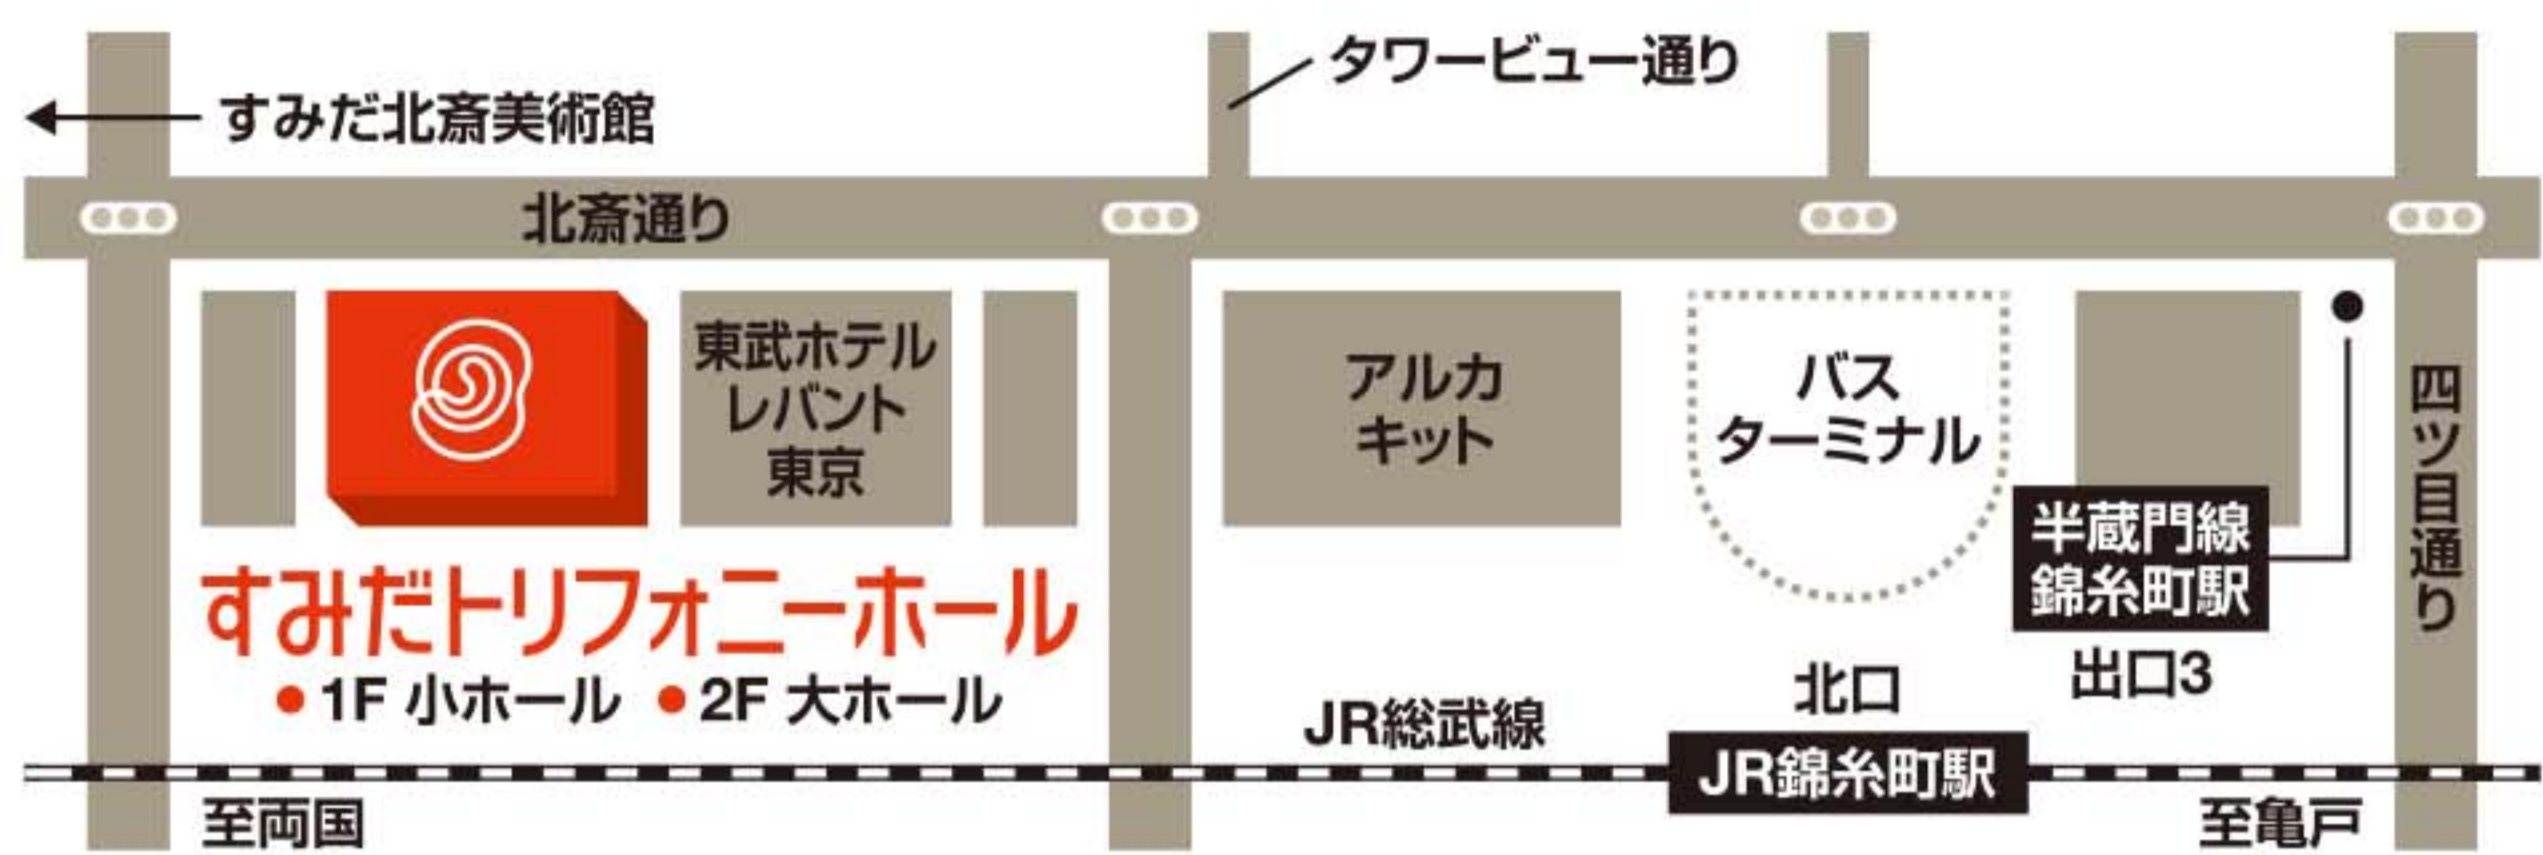 タワービュー通り
すみだ北斎美術館
北斎通り
東武ホテル
レバント
東京
アルカ
キット
バス
ターミナル
四ツ目通り
半蔵門線
錦糸町駅
出口3
すみだトリフォニーホール
● 1F 小ホール ● 2F 大ホール
北口
JR総武線
JR錦糸町駅
至両国
至亀戸